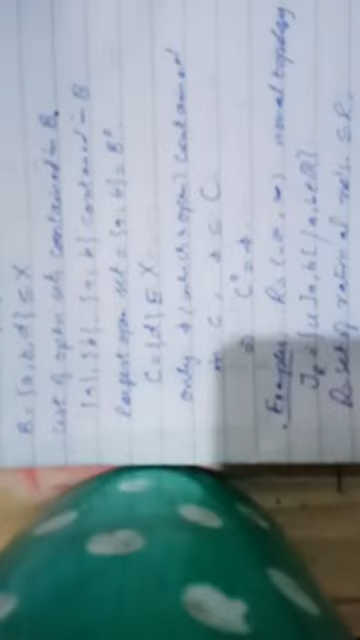 B = {a, b, d} ⊆ X
list of open sets contained in B.
{a}, {b}, {a, b} contained in B
largest open set = {a, b} = B°
C = {d} ⊆ X.
only ϕ (which is open) contained
in C, ϕ ⊆ C.
⇒ C° = ϕ.
Example R = (-∞, ∞) usual topology
= {U ]a, b[ / a, b ∈ R}
set of rational ⊆ R.